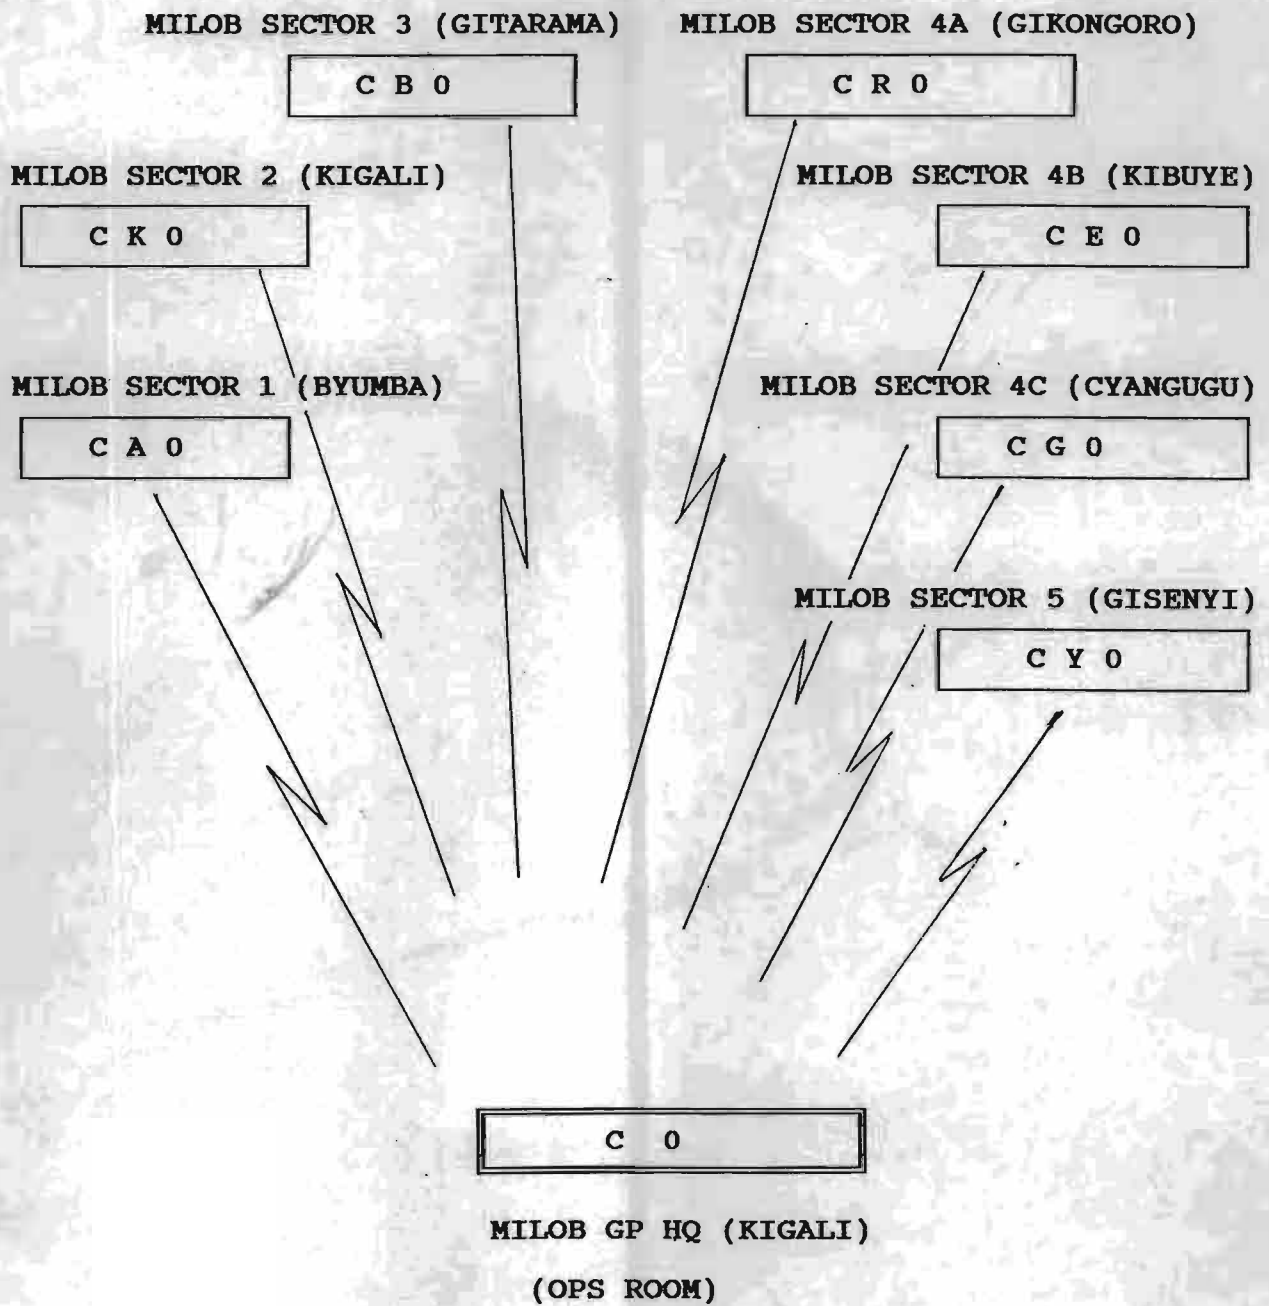 MILOB SECTOR 3 (GITARAMA)
C B 0
MILOB SECTOR 4A (GIKONGORO)
C R 0
MILOB SECTOR 2 (KIGALI)
C K 0
MILOB SECTOR 4B (KIBUYE)
C E 0
MILOB SECTOR 1 (BYUMBA)
C A 0
MILOB SECTOR 4C (CYANGUGU)
C G 0
MILOB SECTOR 5 (GISENYI)
C Y 0
C 0
MILOB GP HQ (KIGALI)
(OPS ROOM)